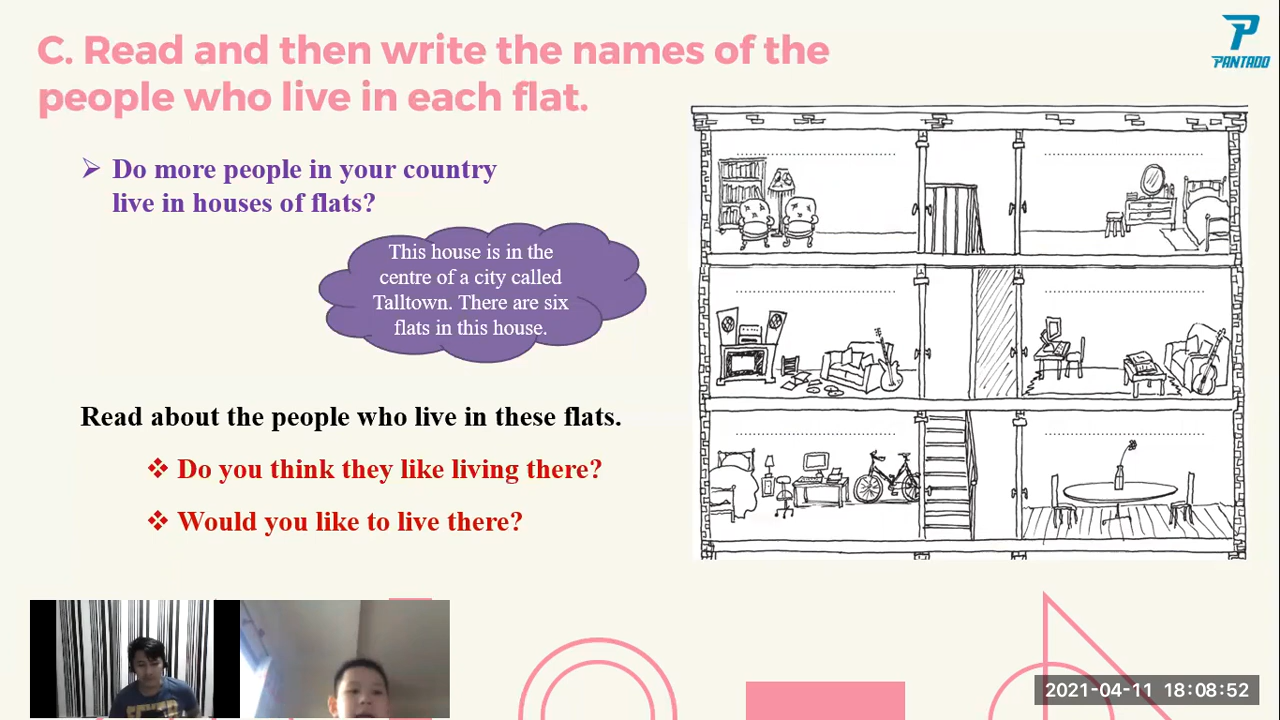 C. Read and then write the names of the
people who live in each flat.
PANTADO
➢ Do more people in your country
live in houses of flats?
This house is in the
centre of a city called
Talltown. There are six
flats in this house.
Read about the people who live in these flats.
❖ Do you think they like living there?
❖ Would you like to live there?
2021-04-11 18:08:52